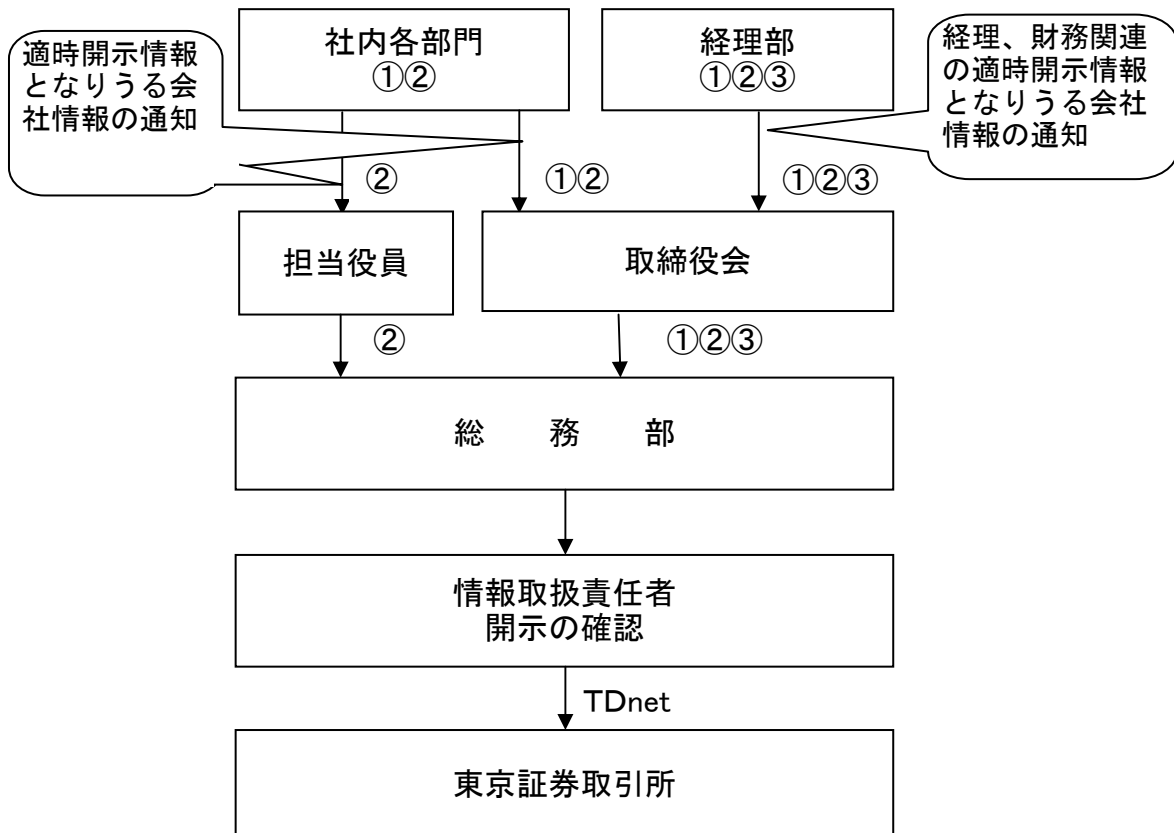 社内各部門
①②
経理部
①②③
適時開示情報
となりうる会
社情報の通知
経理、財務関連
の適時開示情報
となりうる会社
情報の通知
②
①②
①②③
担当役員
取締役会
②
①②③
総 務 部
情報取扱責任者
開示の確認
TDnet
東京証券取引所